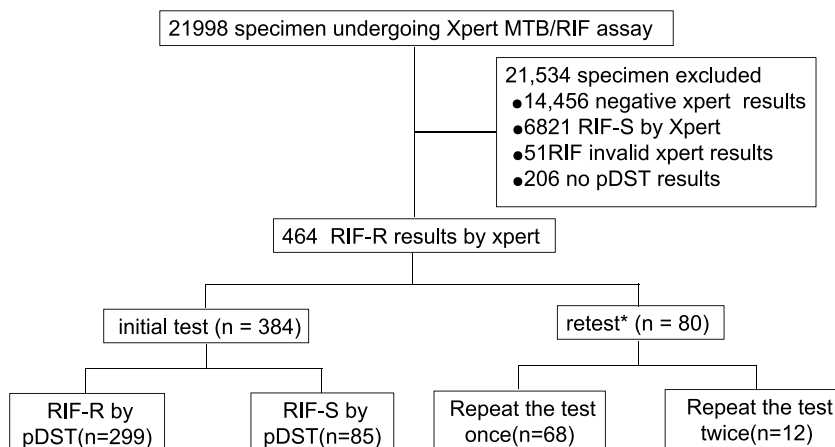 21998 specimen undergoing Xpert MTB/RIF assay
21,534 specimen excluded
●14,456 negative xpert results
●6821 RIF-S by Xpert
●51RIF invalid xpert results
●206 no pDST results
464 RIF-R results by xpert
initial test (n = 384)
retest* (n = 80)
RIF-R by
pDST(n=299)
RIF-S by
pDST(n=85)
Repeat the test
once(n=68)
Repeat the test
twice(n=12)